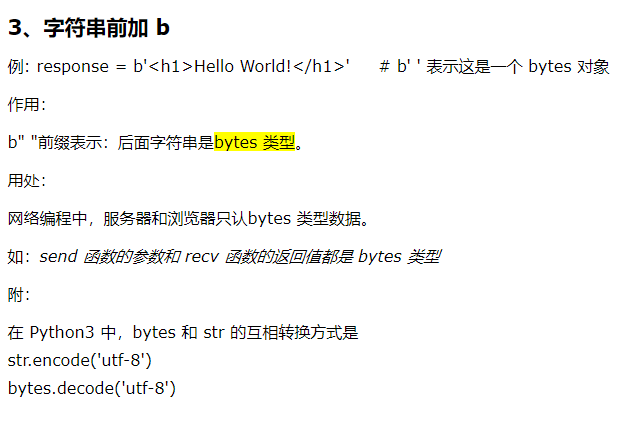 3、字符串前加 b
例: response = b'<h1>Hello World!</h1>'     # b' ' 表示这是一个 bytes 对象
作用：
b" "前缀表示：后面字符串是bytes 类型。
用处：
网络编程中，服务器和浏览器只认bytes 类型数据。
如：send 函数的参数和 recv 函数的返回值都是 bytes 类型
附：
在 Python3 中，bytes 和 str 的互相转换方式是
str.encode('utf-8')
bytes.decode('utf-8')